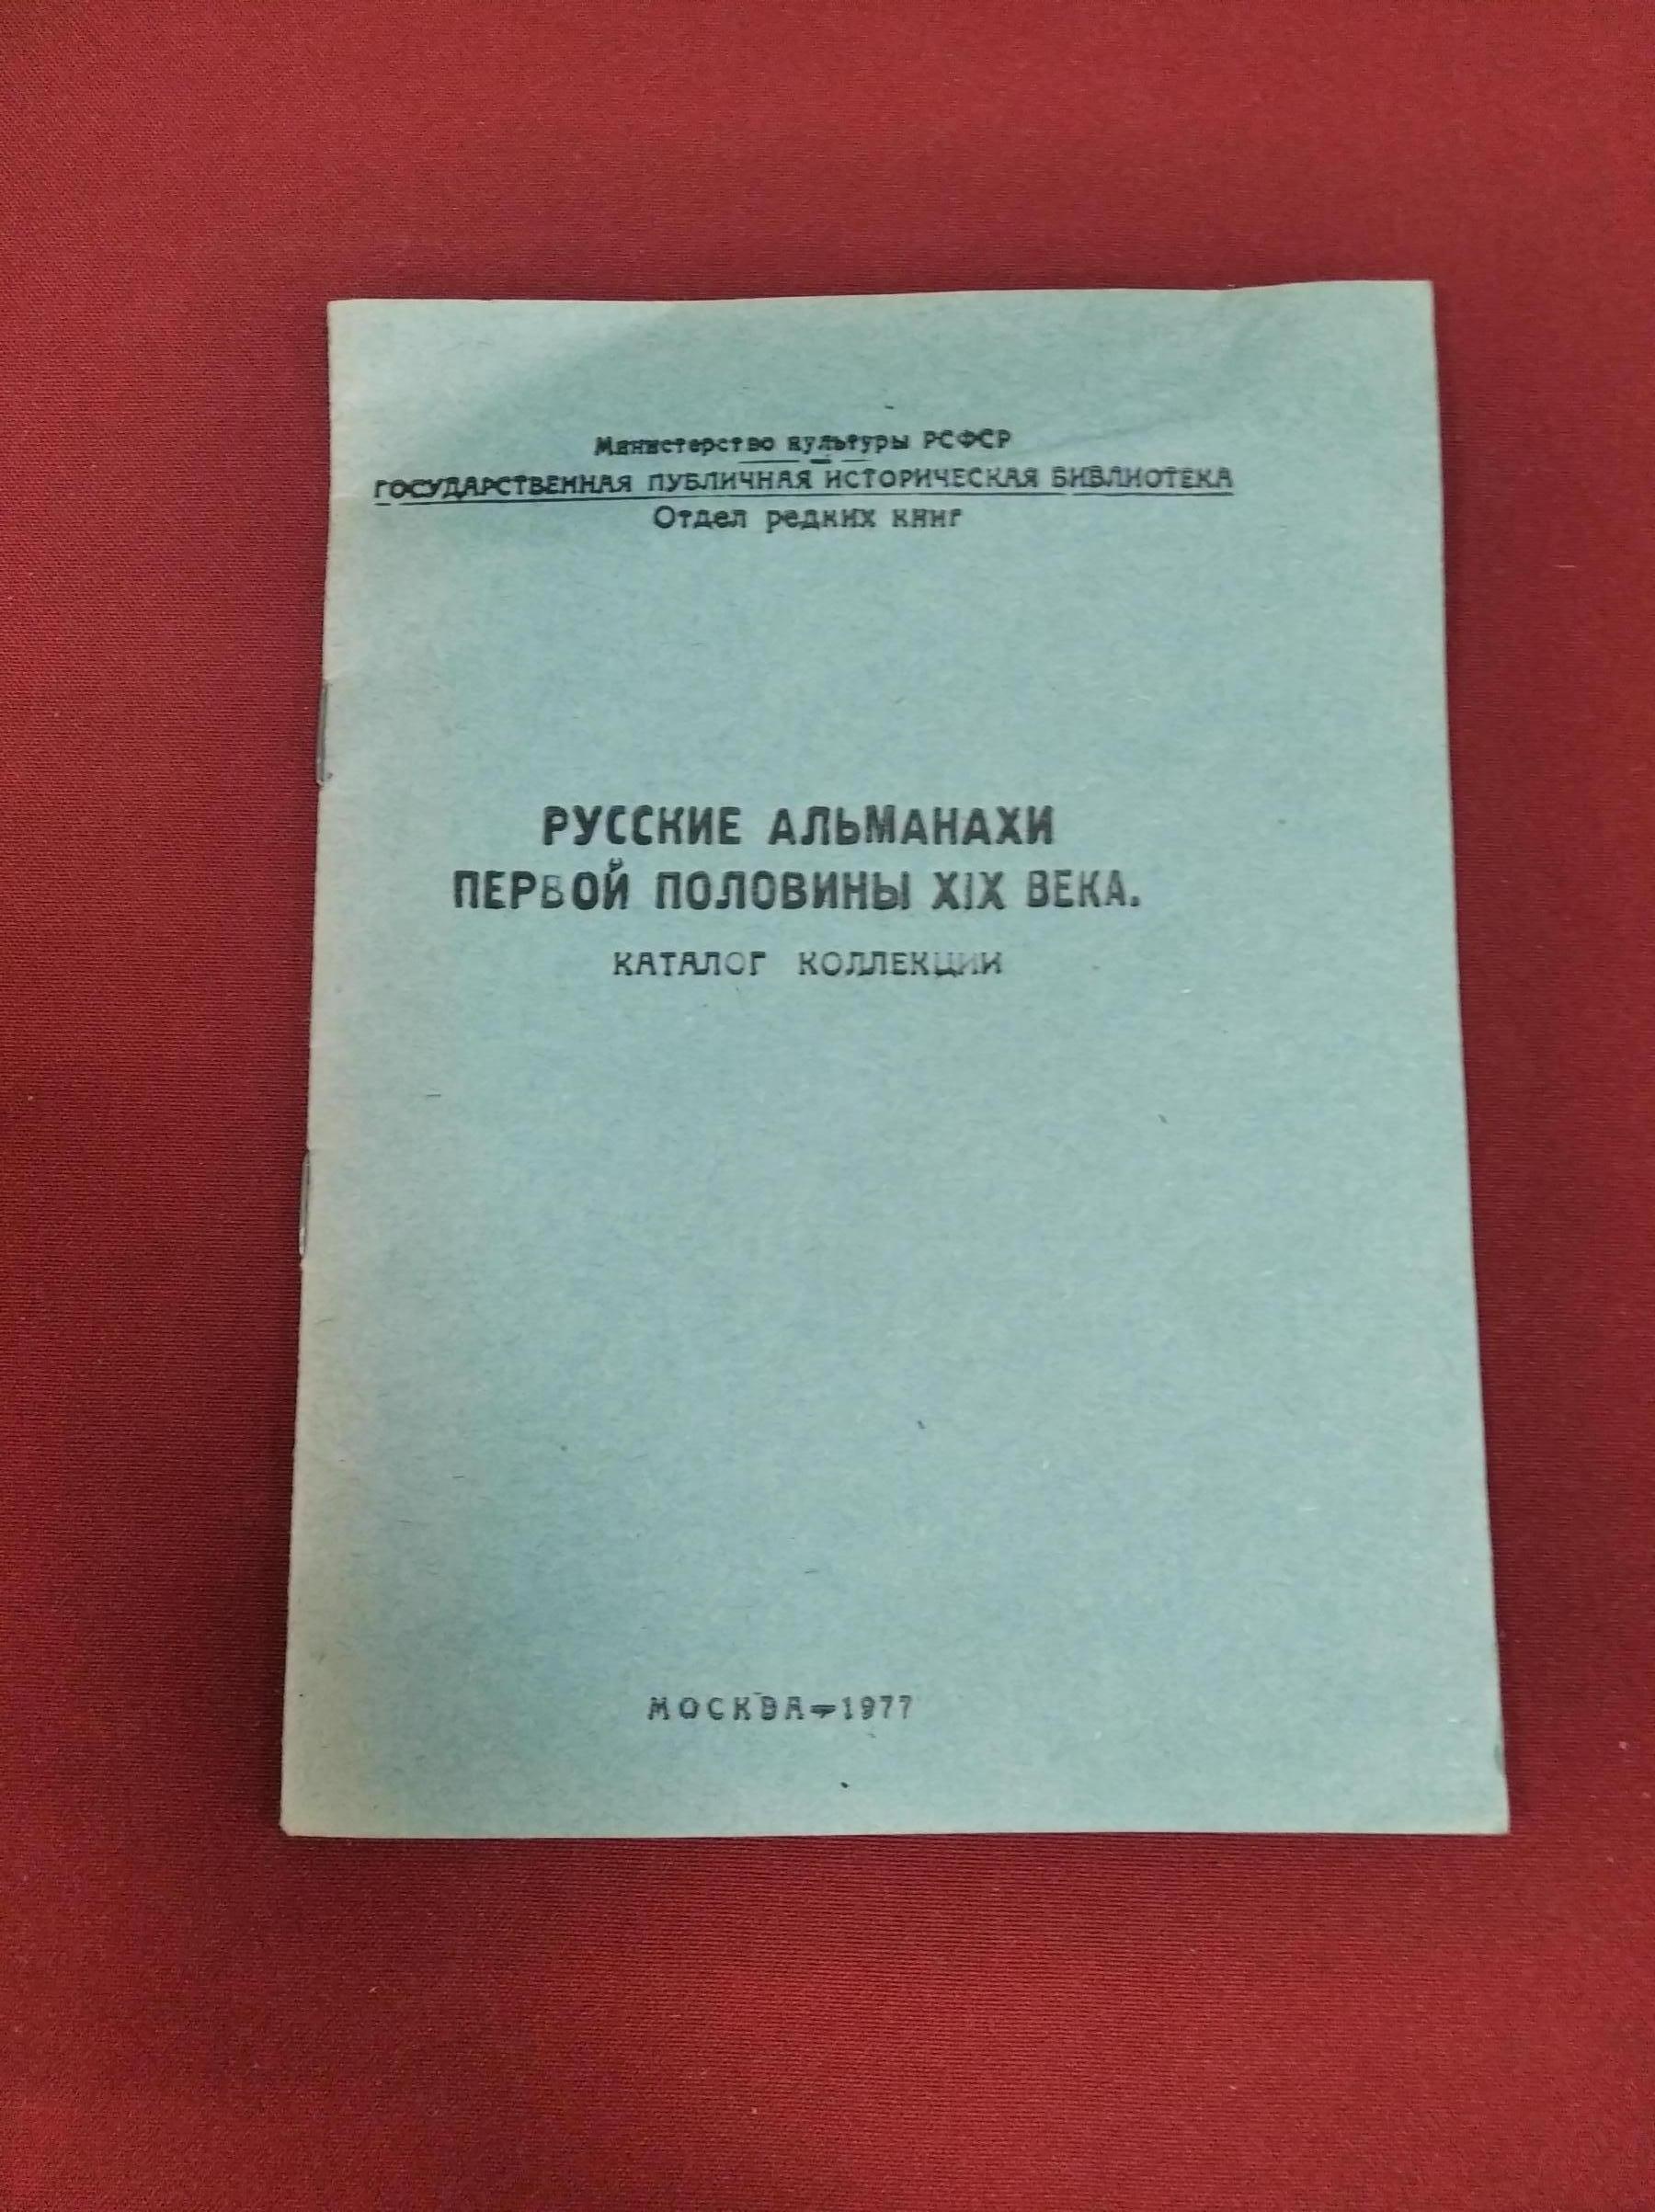 Министерство культуры РСФСР
ГОСУДАРСТВЕННАЯ ПУБЛИЧНАЯ ИСТОРИЧЕСКАЯ БИБЛИОТЕКА
Отдел редких книг
РУССКИЕ АЛЬМАНАХИ
ПЕРВОЙ ПОЛОВИНЫ XIX ВЕКА.
КАТАЛОГ КОЛЛЕКЦИИ
МОСКВА-1977